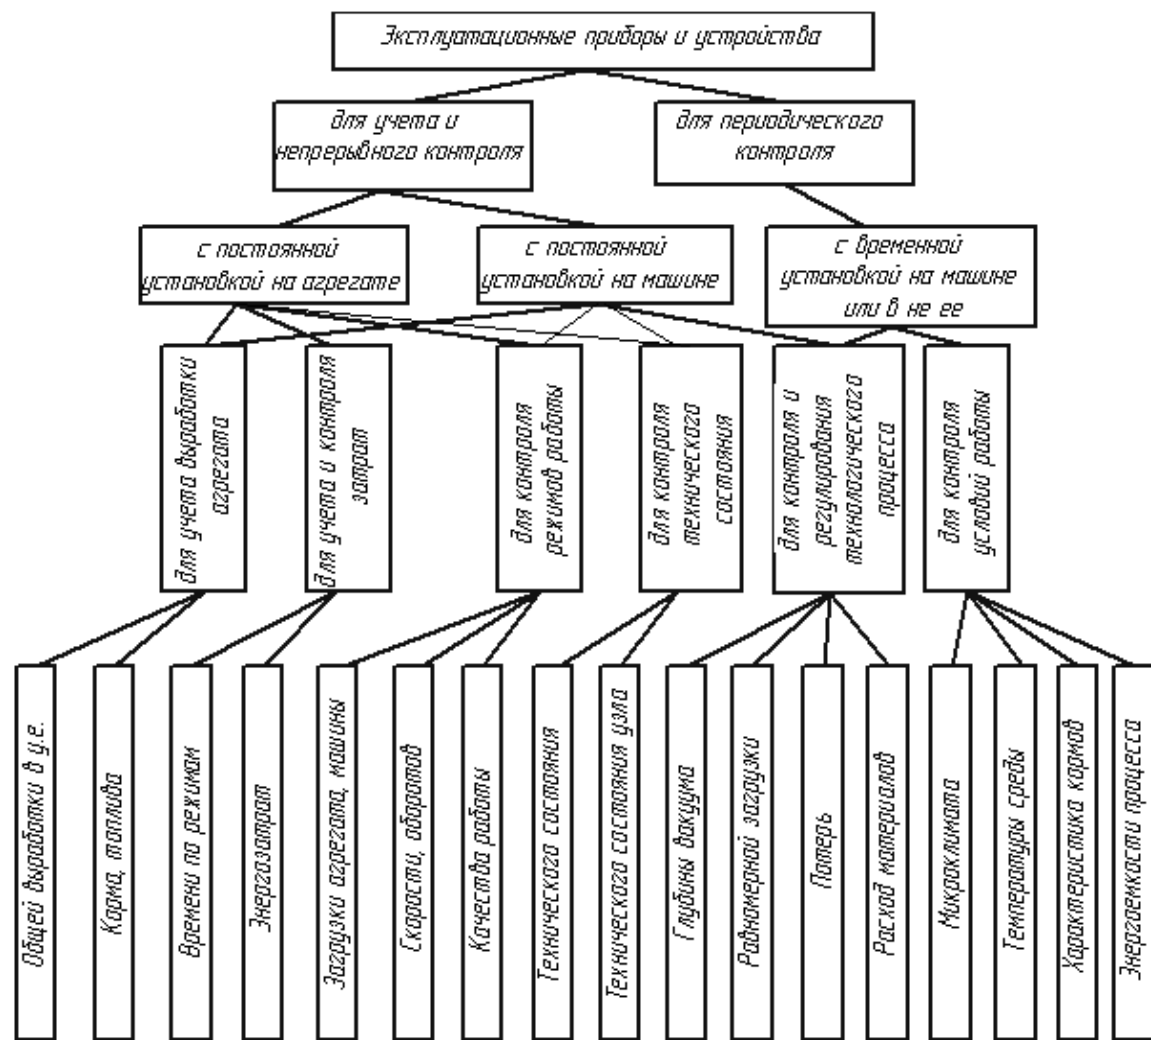 Эксплуатационные приборы и устройства
для учета и
непрерывного контроля
для периодического
контроля
с постоянной
установкой на агрегате
с постоянной
установкой на машине
с временной
установкой на машине
или в не ее
для учета выработки
агрегата
для учета и контроля
затрат
для контроля
режимов работы
для контроля
технического
состояния
для контроля и
регулирования
технологического
процесса
для контроля
условий работы
Общей выработки в у.е.
Корма, топлива
Времени по режимам
Энергозатрат
Загрузки агрегата, машины
Скорости, оборотов
Качества работы
Технического состояния
Технического состояния узла
Глубины вакуума
Равномерной загрузки
Потерь
Расход материалов
Микроклимата
Температуры среды
Характеристика кормов
Энергоемкости процесса